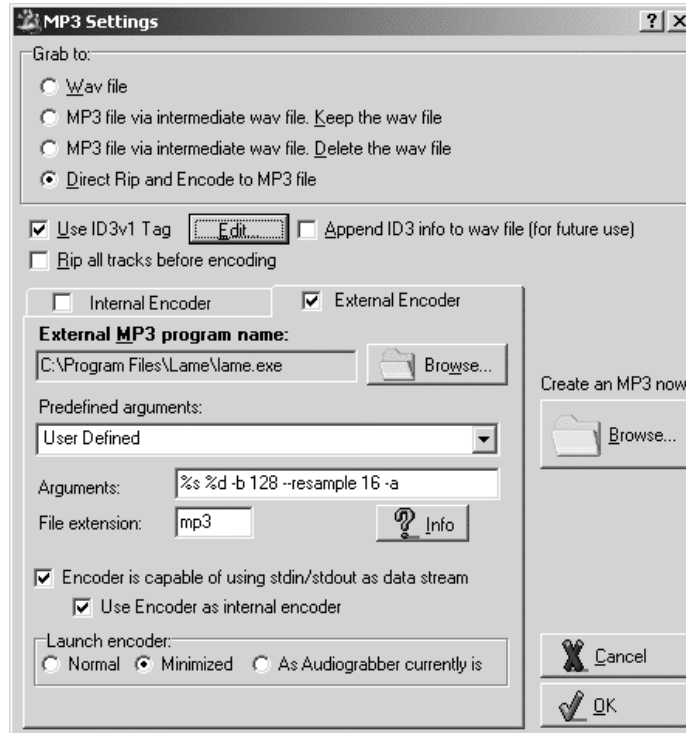 MP3 Settings
Grab to:
Wav file
MP3 file via intermediate wav file. Keep the wav file
MP3 file via intermediate wav file. Delete the wav file
Direct Rip and Encode to MP3 file
Use ID3v1 Tag Edit... Append ID3 info to wav file (for future use)
Rip all tracks before encoding
Internal Encoder External Encoder
External MP3 program name:
C:\Program Files\Lame\lame.exe Browse...
Create an MP3 now
Predefined arguments:
User Defined Browse...
Arguments: %s %d -b 128 --resample 16 -a
File extension: mp3 Info
Encoder is capable of using stdin/stdout as data stream
Use Encoder as internal encoder
Launch encoder:
Normal Minimized As Audiograbber currently is
Cancel
OK